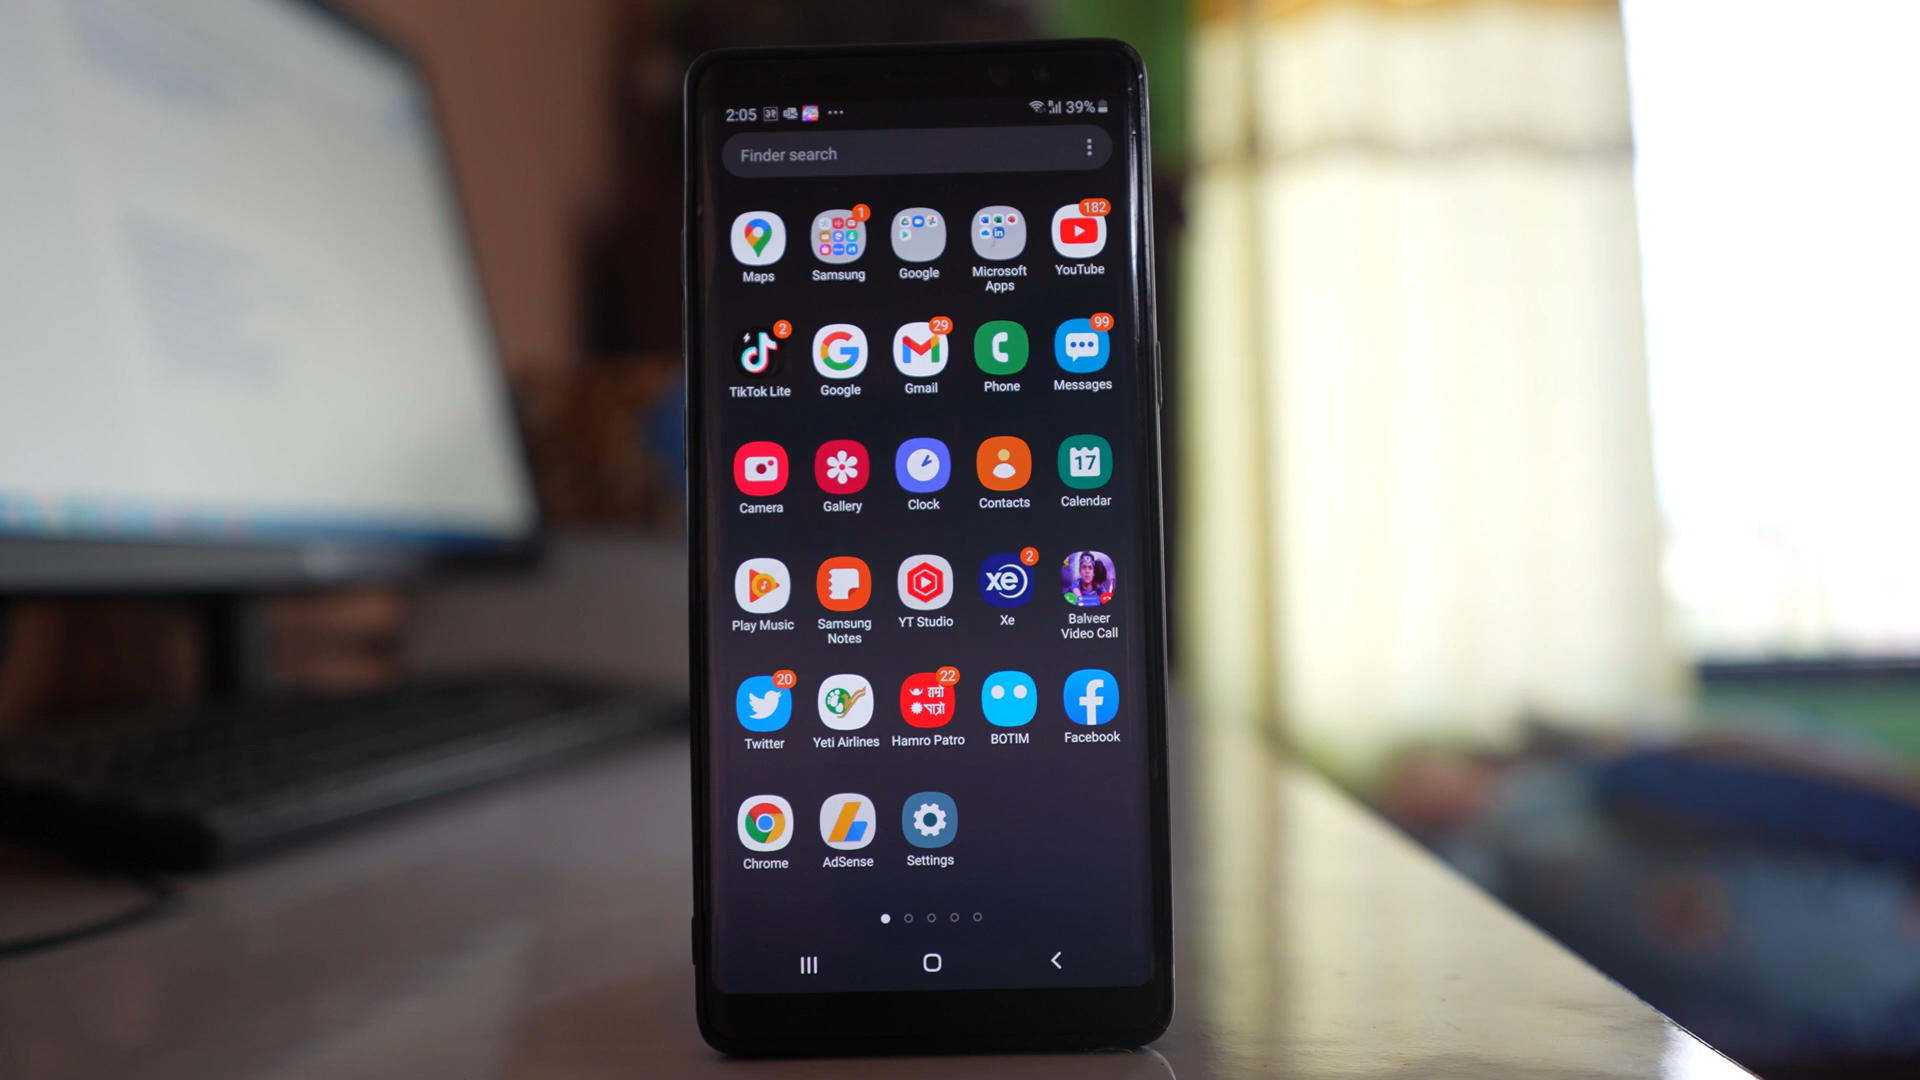 2:05 39%
Finder search
1 182
Maps Samsung Google Microsoft Apps YouTube
2 29 99
TikTok Lite Google Gmail Phone Messages
17
Camera Gallery Clock Contacts Calendar
xe 2
Play Music Samsung Notes YT Studio Xe Balveer Video Call
20 22
हाम्रो
पात्रो
Twitter Yeti Airlines Hamro Patro BOTIM Facebook
Chrome AdSense Settings